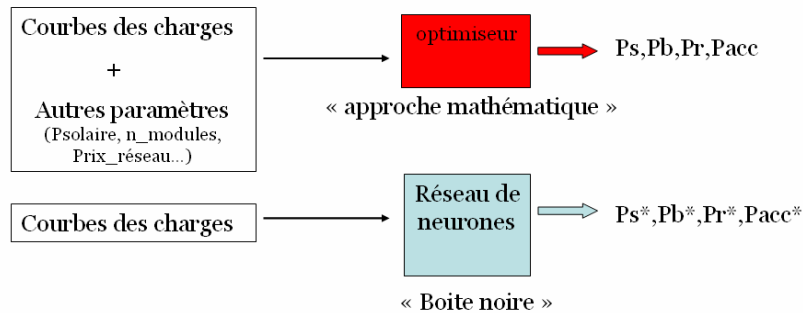 Courbes des charges
+
Autres paramètres
(Psolaire, n_modules,
Prix_réseau...)
optimiseur
Ps,Pb,Pr,Pacc
« approche mathématique »
Courbes des charges
Réseau de
neurones
Ps*,Pb*,Pr*,Pacc*
« Boite noire »